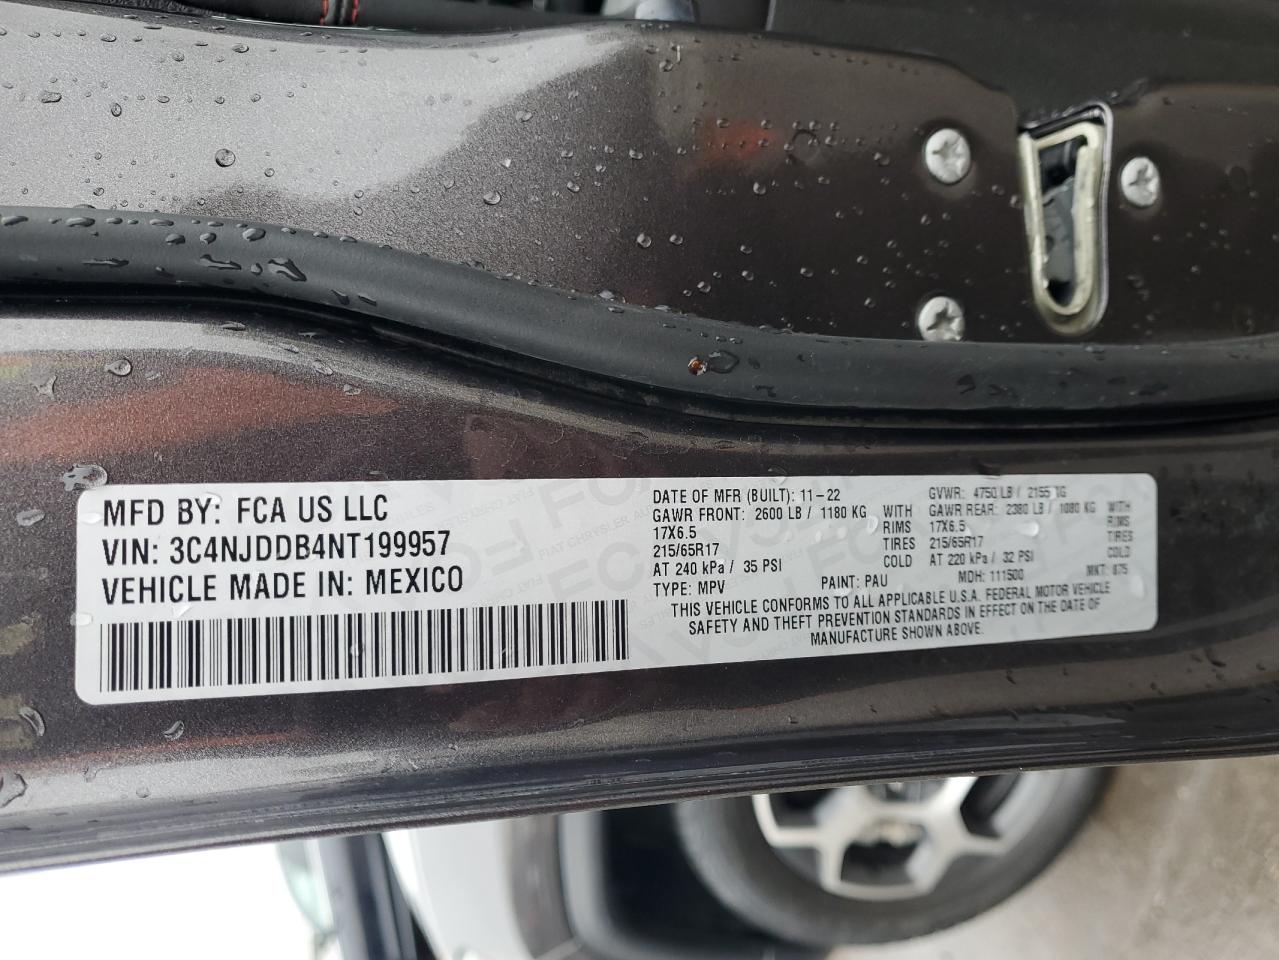 MFD BY: FCA US LLC
VIN: 3C4NJDDB4NT199957
VEHICLE MADE IN: MEXICO
DATE OF MFR (BUILT): 11-22
GVWR: 4750 LB / 2155 KG
GAWR FRONT: 2600 LB / 1180 KG WITH
GAWR REAR: 2380 LB / 1080 KG WITH
17X6.5 RIMS
17X6.5 RIMS
215/65R17 TIRES
215/65R17 TIRES
AT 240 kPa / 35 PSI COLD
AT 220 kPa / 32 PSI COLD
TYPE: MPV PAINT: PAU MDH: 111500 MKT: 875
THIS VEHICLE CONFORMS TO ALL APPLICABLE U.S.A. FEDERAL MOTOR VEHICLE
SAFETY AND THEFT PREVENTION STANDARDS IN EFFECT ON THE DATE OF
MANUFACTURE SHOWN ABOVE.